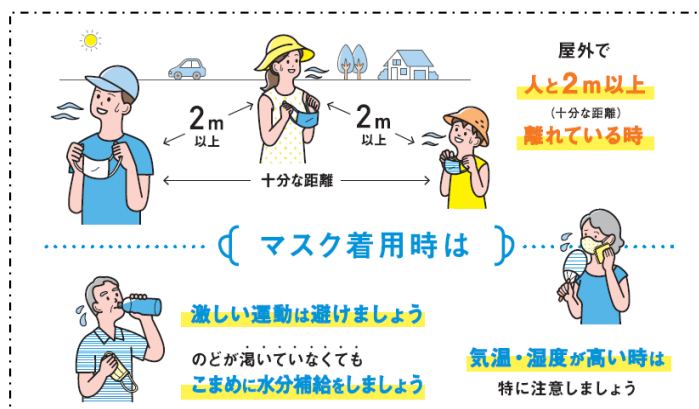 屋外で
人と2m以上
(十分な距離)
離れている時
2m
以上
2m
以上
十分な距離
マスク着用時は
激しい運動は避けましょう
のどが渇いていなくても
こまめに水分補給をしましょう
気温・湿度が高い時は
特に注意しましょう